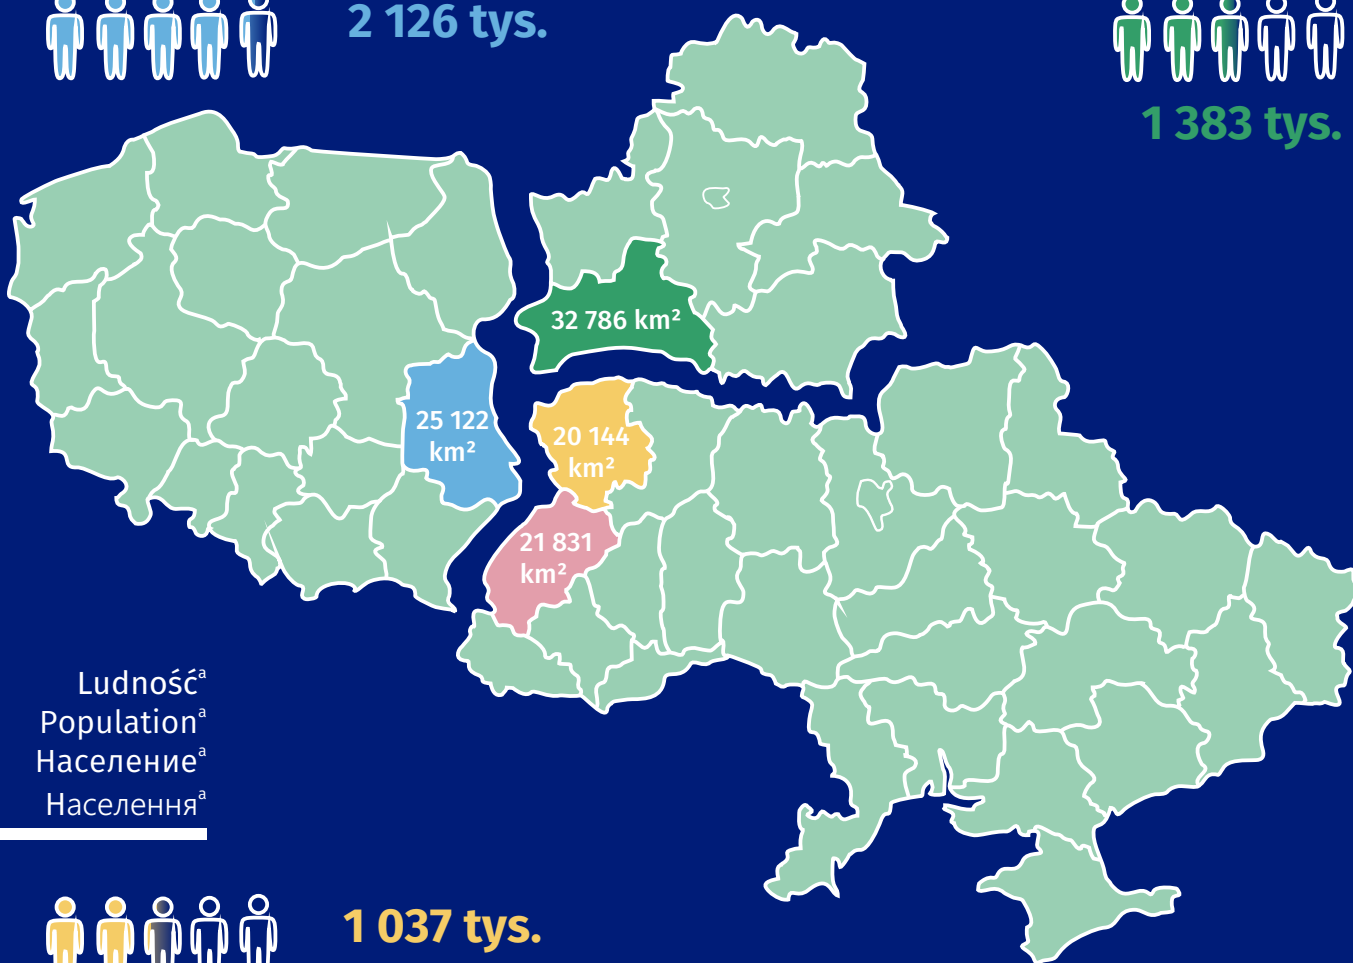 2 126 tys.
1 383 tys.
32 786 km²
25 122
km²
20 144
km²
21 831
km²
Ludnośćᵃ
Populationᵃ
Населениеᵃ
Населенняᵃ
1 037 tys.